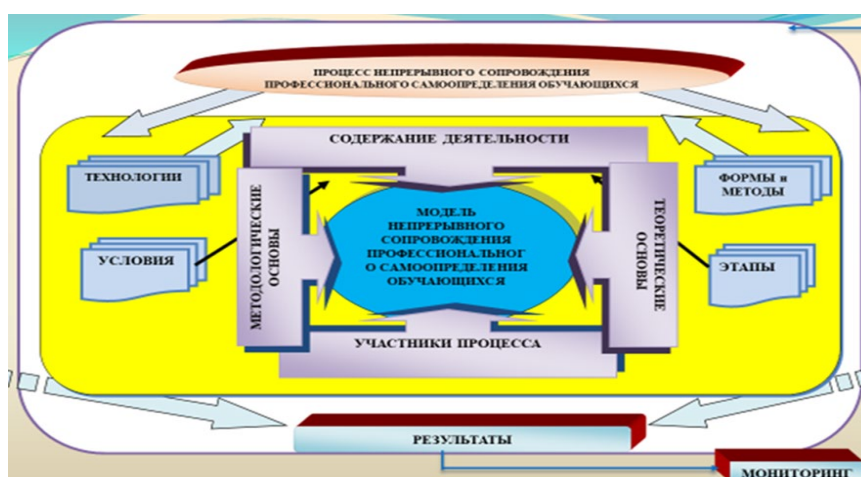 ПРОЦЕСС НЕПРЕРЫВНОГО СОПРОВОЖДЕНИЯ
ПРОФЕССИОНАЛЬНОГО САМООПРЕДЕЛЕНИЯ ОБУЧАЮЩИХСЯ
СОДЕРЖАНИЕ ДЕЯТЕЛЬНОСТИ
ТЕХНОЛОГИИ
УСЛОВИЯ
МЕТОДОЛОГИЧЕСКИЕ
ОСНОВЫ
МОДЕЛЬ
НЕПРЕРЫВНОГО
СОПРОВОЖДЕНИЯ
ПРОФЕССИОНАЛЬНОГ
О САМООПРЕДЕЛЕНИЯ
ОБУЧАЮЩИХСЯ
ТЕОРЕТИЧЕСКИЕ
ОСНОВЫ
ФОРМЫ и
МЕТОДЫ
ЭТАПЫ
УЧАСТНИКИ ПРОЦЕССА
РЕЗУЛЬТАТЫ
МОНИТОРИНГ